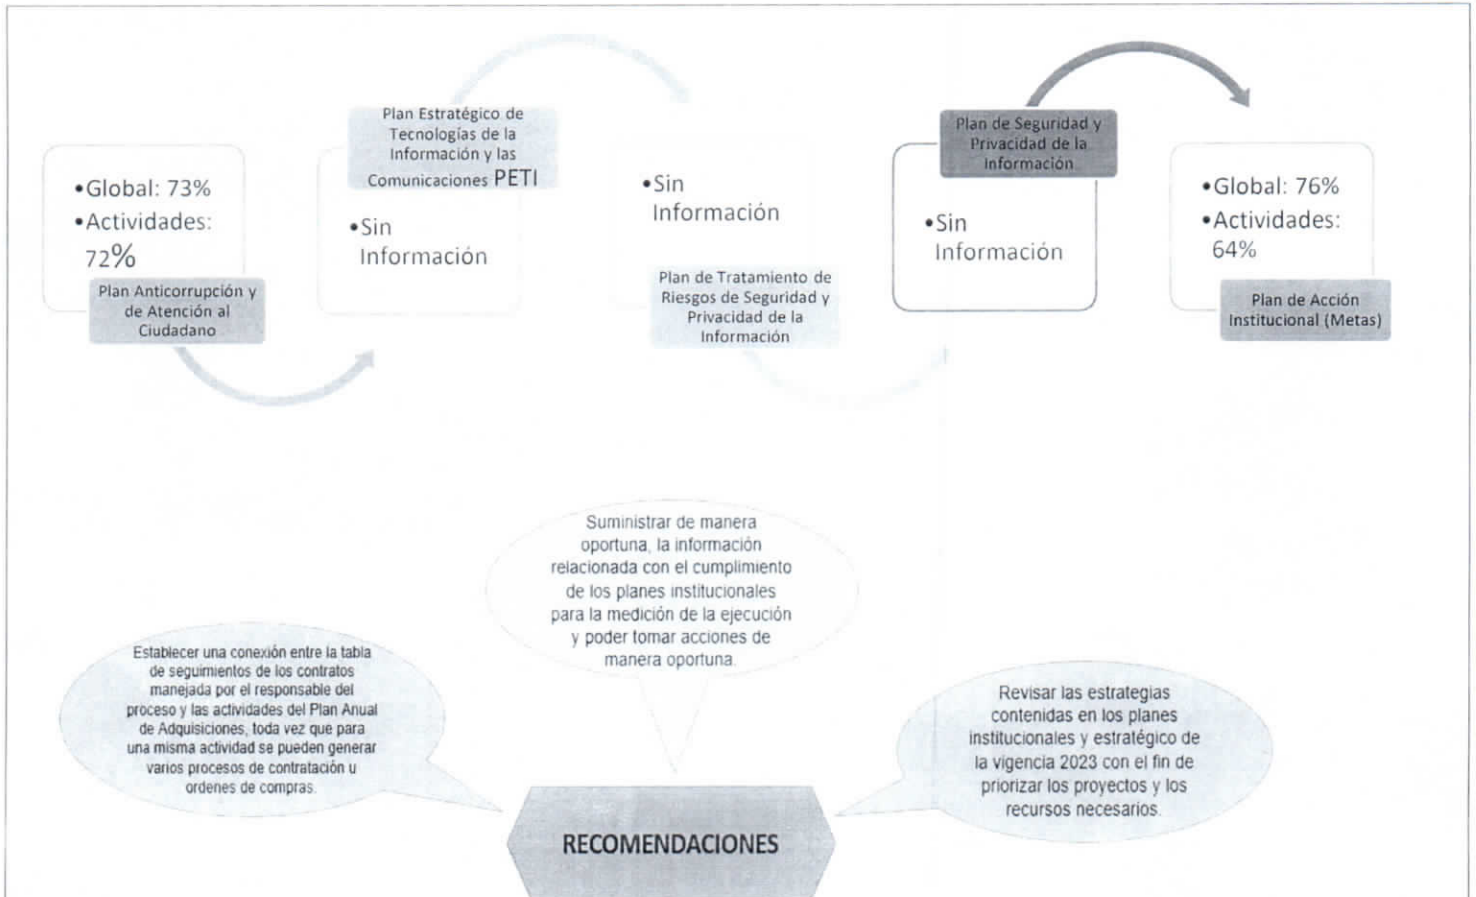 •Global: 73%
•Actividades:
72%
Plan Anticorrupción y
de Atención al
Ciudadano
Plan Estratégico de
Tecnologías de la
Información y las
Comunicaciones PETI
•Sin
Información
•Sin
Información
Plan de Tratamiento de
Riesgos de Seguridad y
Privacidad de la
Información
Plan de Seguridad y
Privacidad de la
Información
•Sin
Información
•Global: 76%
•Actividades:
64%
Plan de Acción
Institucional (Metas)
Suministrar de manera
oportuna, la información
relacionada con el cumplimiento
de los planes institucionales
para la medición de la ejecución
y poder tomar acciones de
manera oportuna.
Establecer una conexión entre la tabla
de seguimientos de los contratos
manejada por el responsable del
proceso y las actividades del Plan Anual
de Adquisiciones, toda vez que para
una misma actividad se pueden generar
varios procesos de contratación u
ordenes de compras.
Revisar las estrategias
contenidas en los planes
institucionales y estratégico de
la vigencia 2023 con el fin de
priorizar los proyectos y los
recursos necesarios.
RECOMENDACIONES